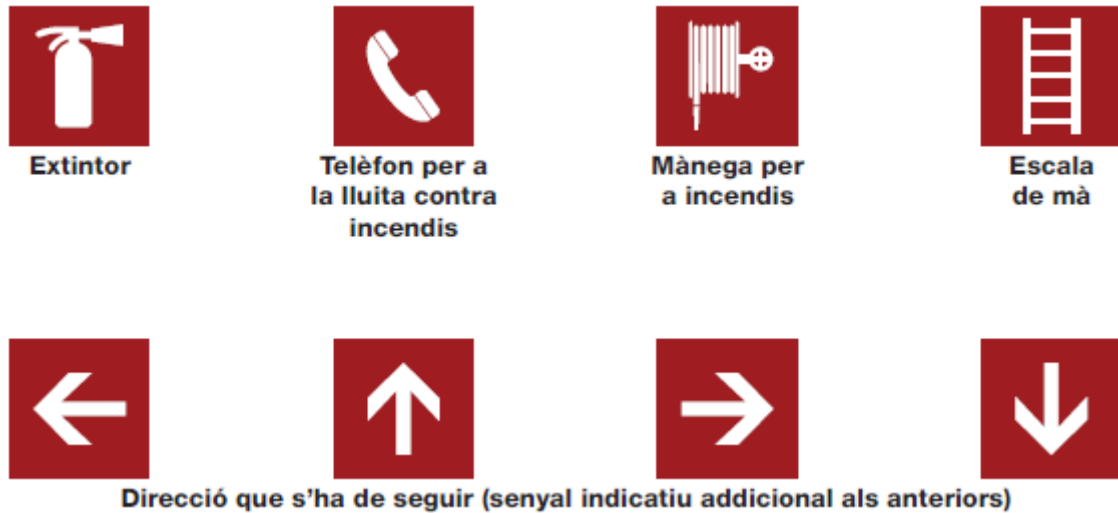 Extintor
Telèfon per a
la lluita contra
incendis
Mànega per
a incendis
Escala
de mà
Direcció que s'ha de seguir (senyal indicatiu addicional als anteriors)